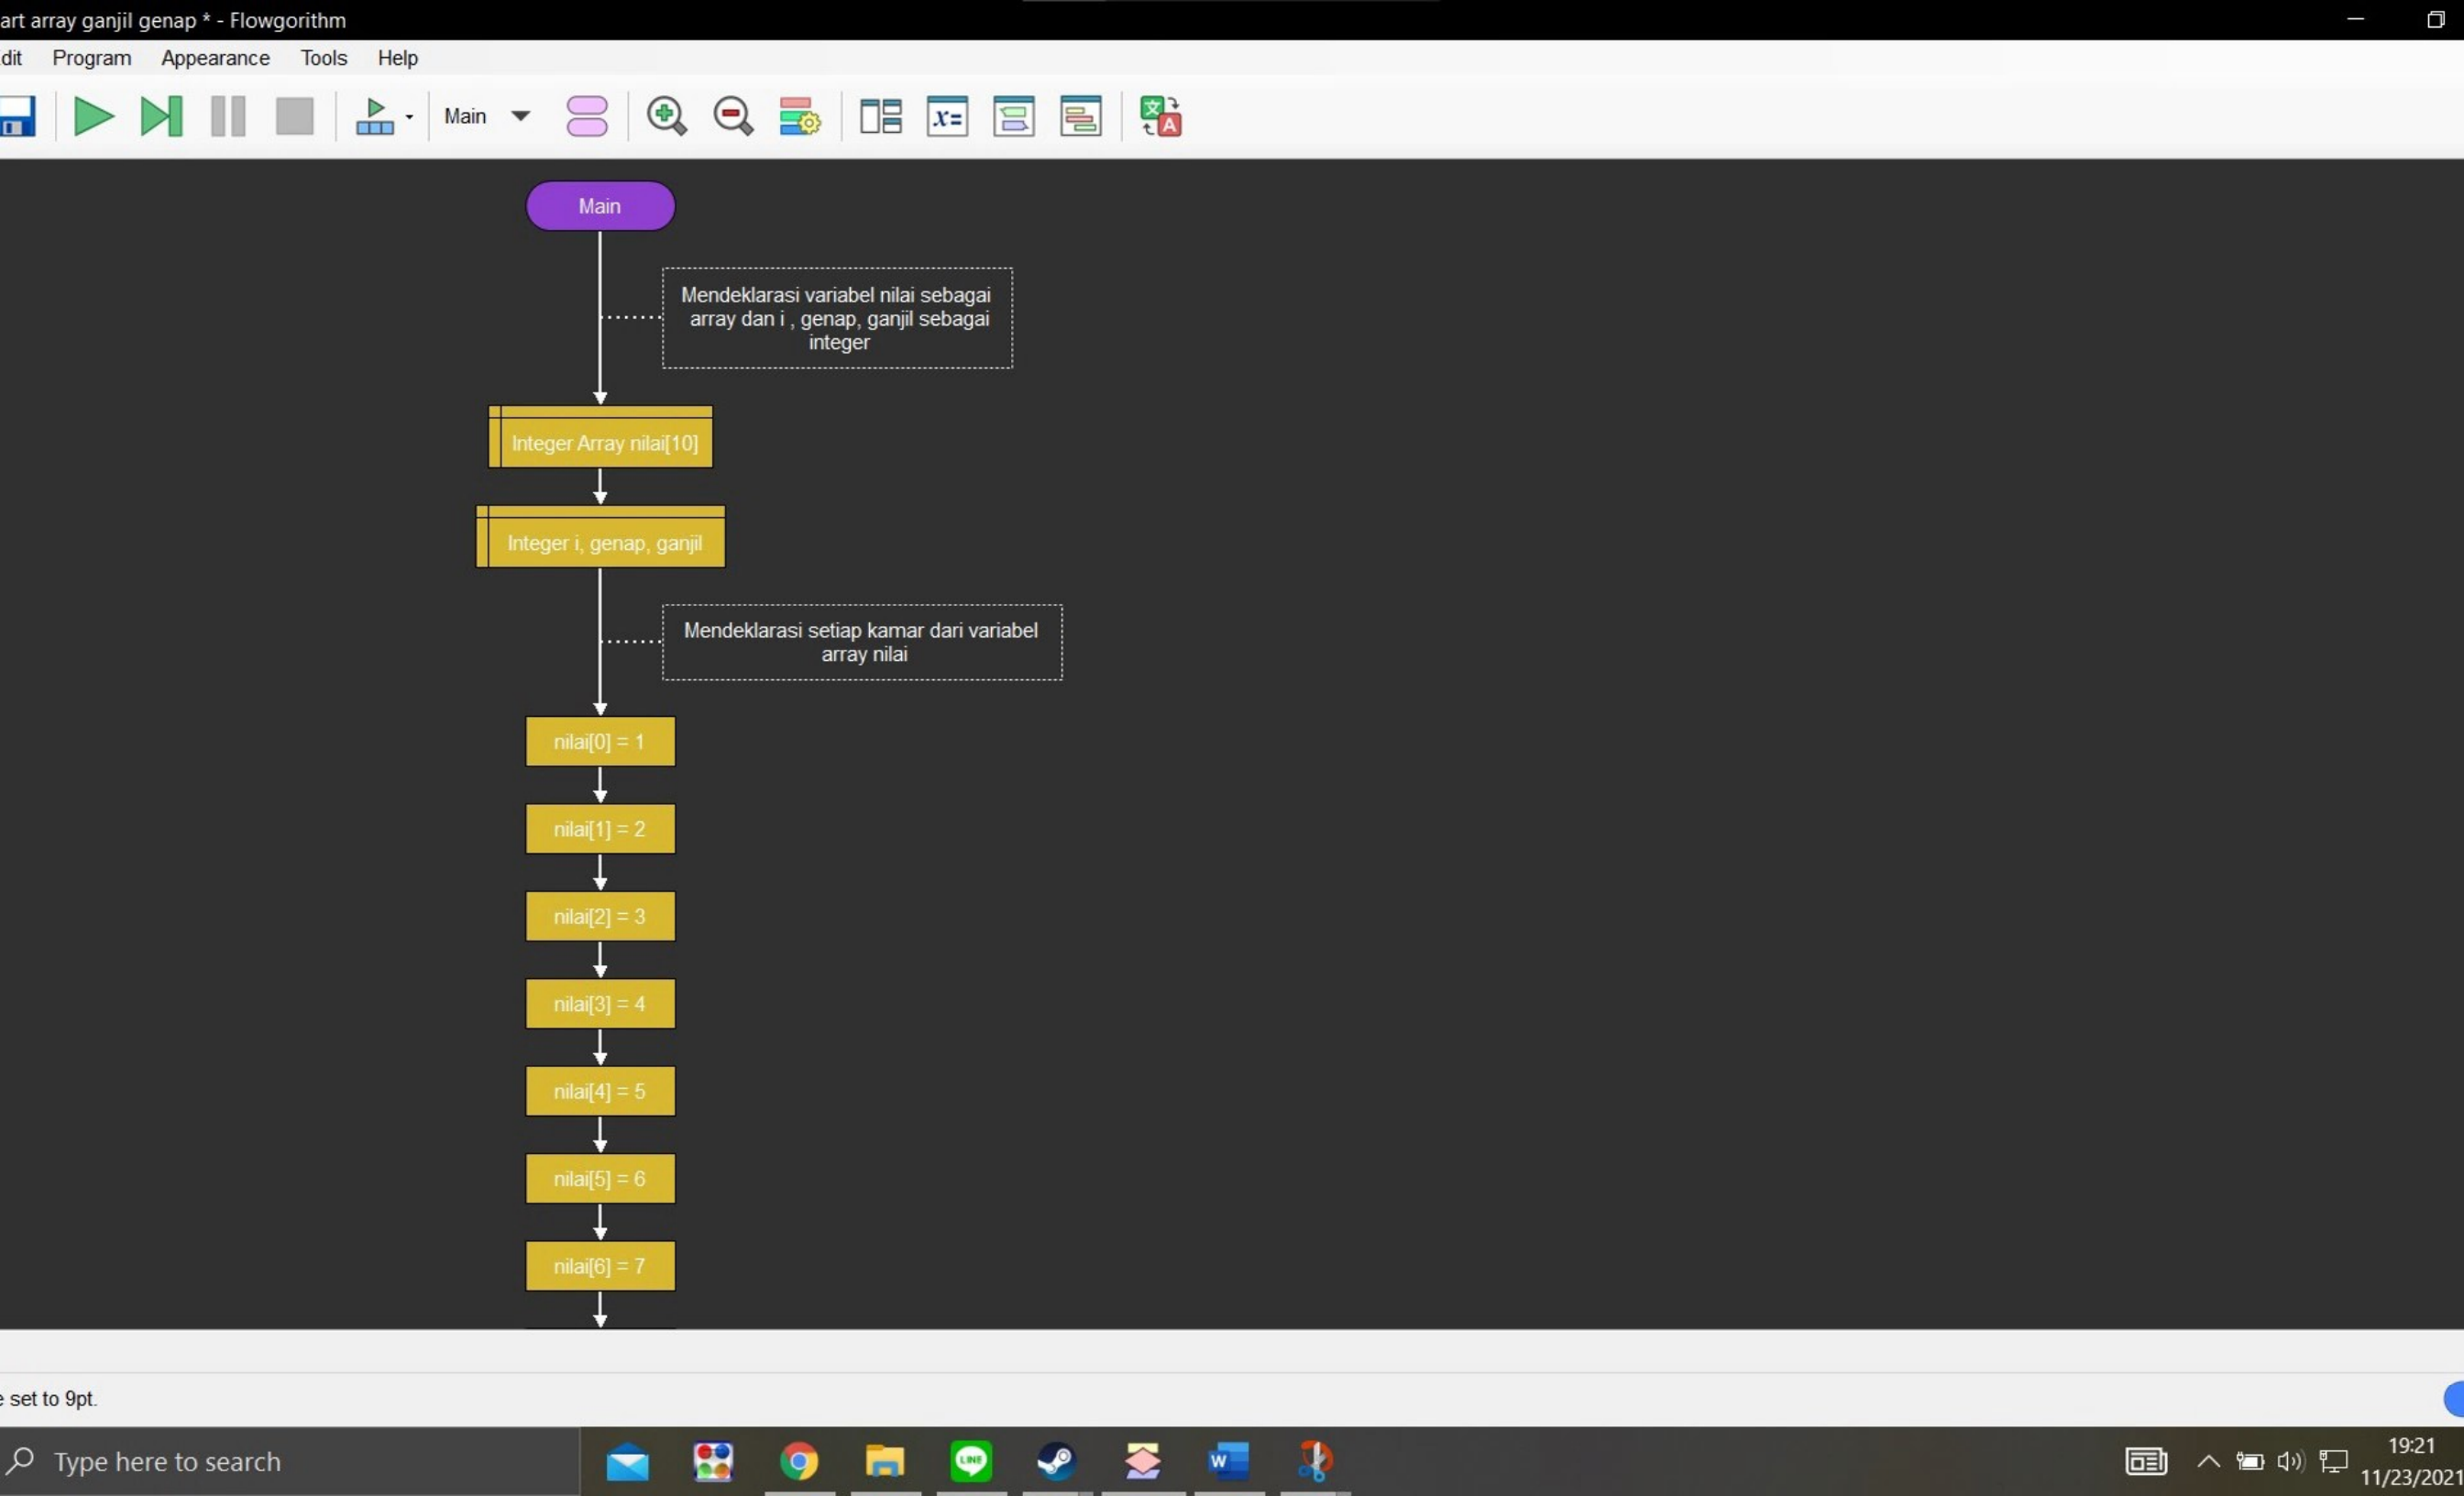 art array ganjil genap * - Flowgorithm
dit Program Appearance Tools Help
Main
x=
文
A
Main
Mendeklarasi variabel nilai sebagai
array dan i , genap, ganjil sebagai
integer
Integer Array nilai[10]
Integer i, genap, ganjil
Mendeklarasi setiap kamar dari variabel
array nilai
nilai[0] = 1
nilai[1] = 2
nilai[2] = 3
nilai[3] = 4
nilai[4] = 5
nilai[5] = 6
nilai[6] = 7
e set to 9pt.
Type here to search
LINE
W
19:21
11/23/2021